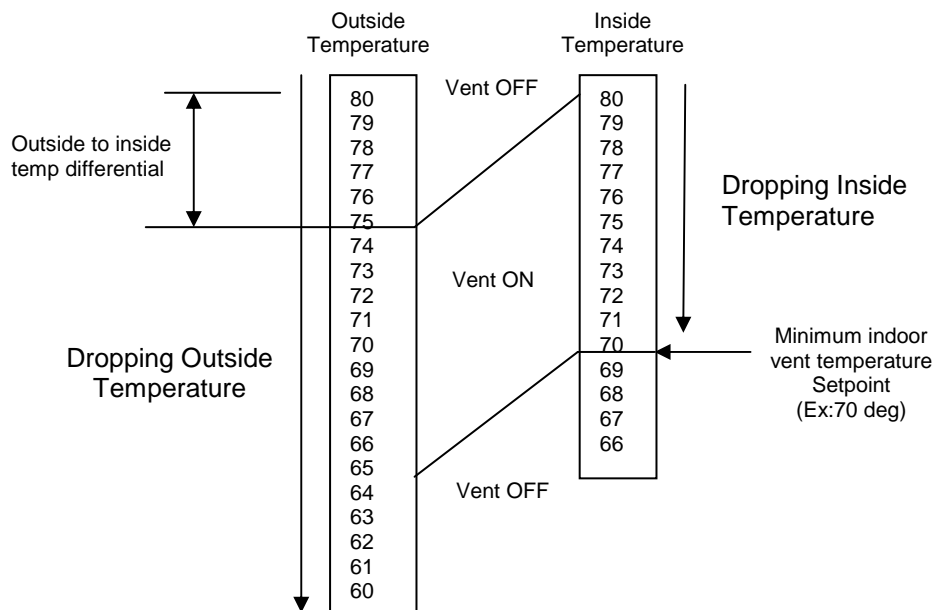 Outside
Temperature
Inside
Temperature
Vent OFF
Outside to inside
temp differential
80
79
78
77
76
75
74
73
72
71
70
69
68
67
66
65
64
63
62
61
60
80
79
78
77
76
75
74
73
72
71
70
69
68
67
66
Dropping Inside
Temperature
Vent ON
Dropping Outside
Temperature
Minimum indoor
vent temperature
Setpoint
(Ex:70 deg)
Vent OFF